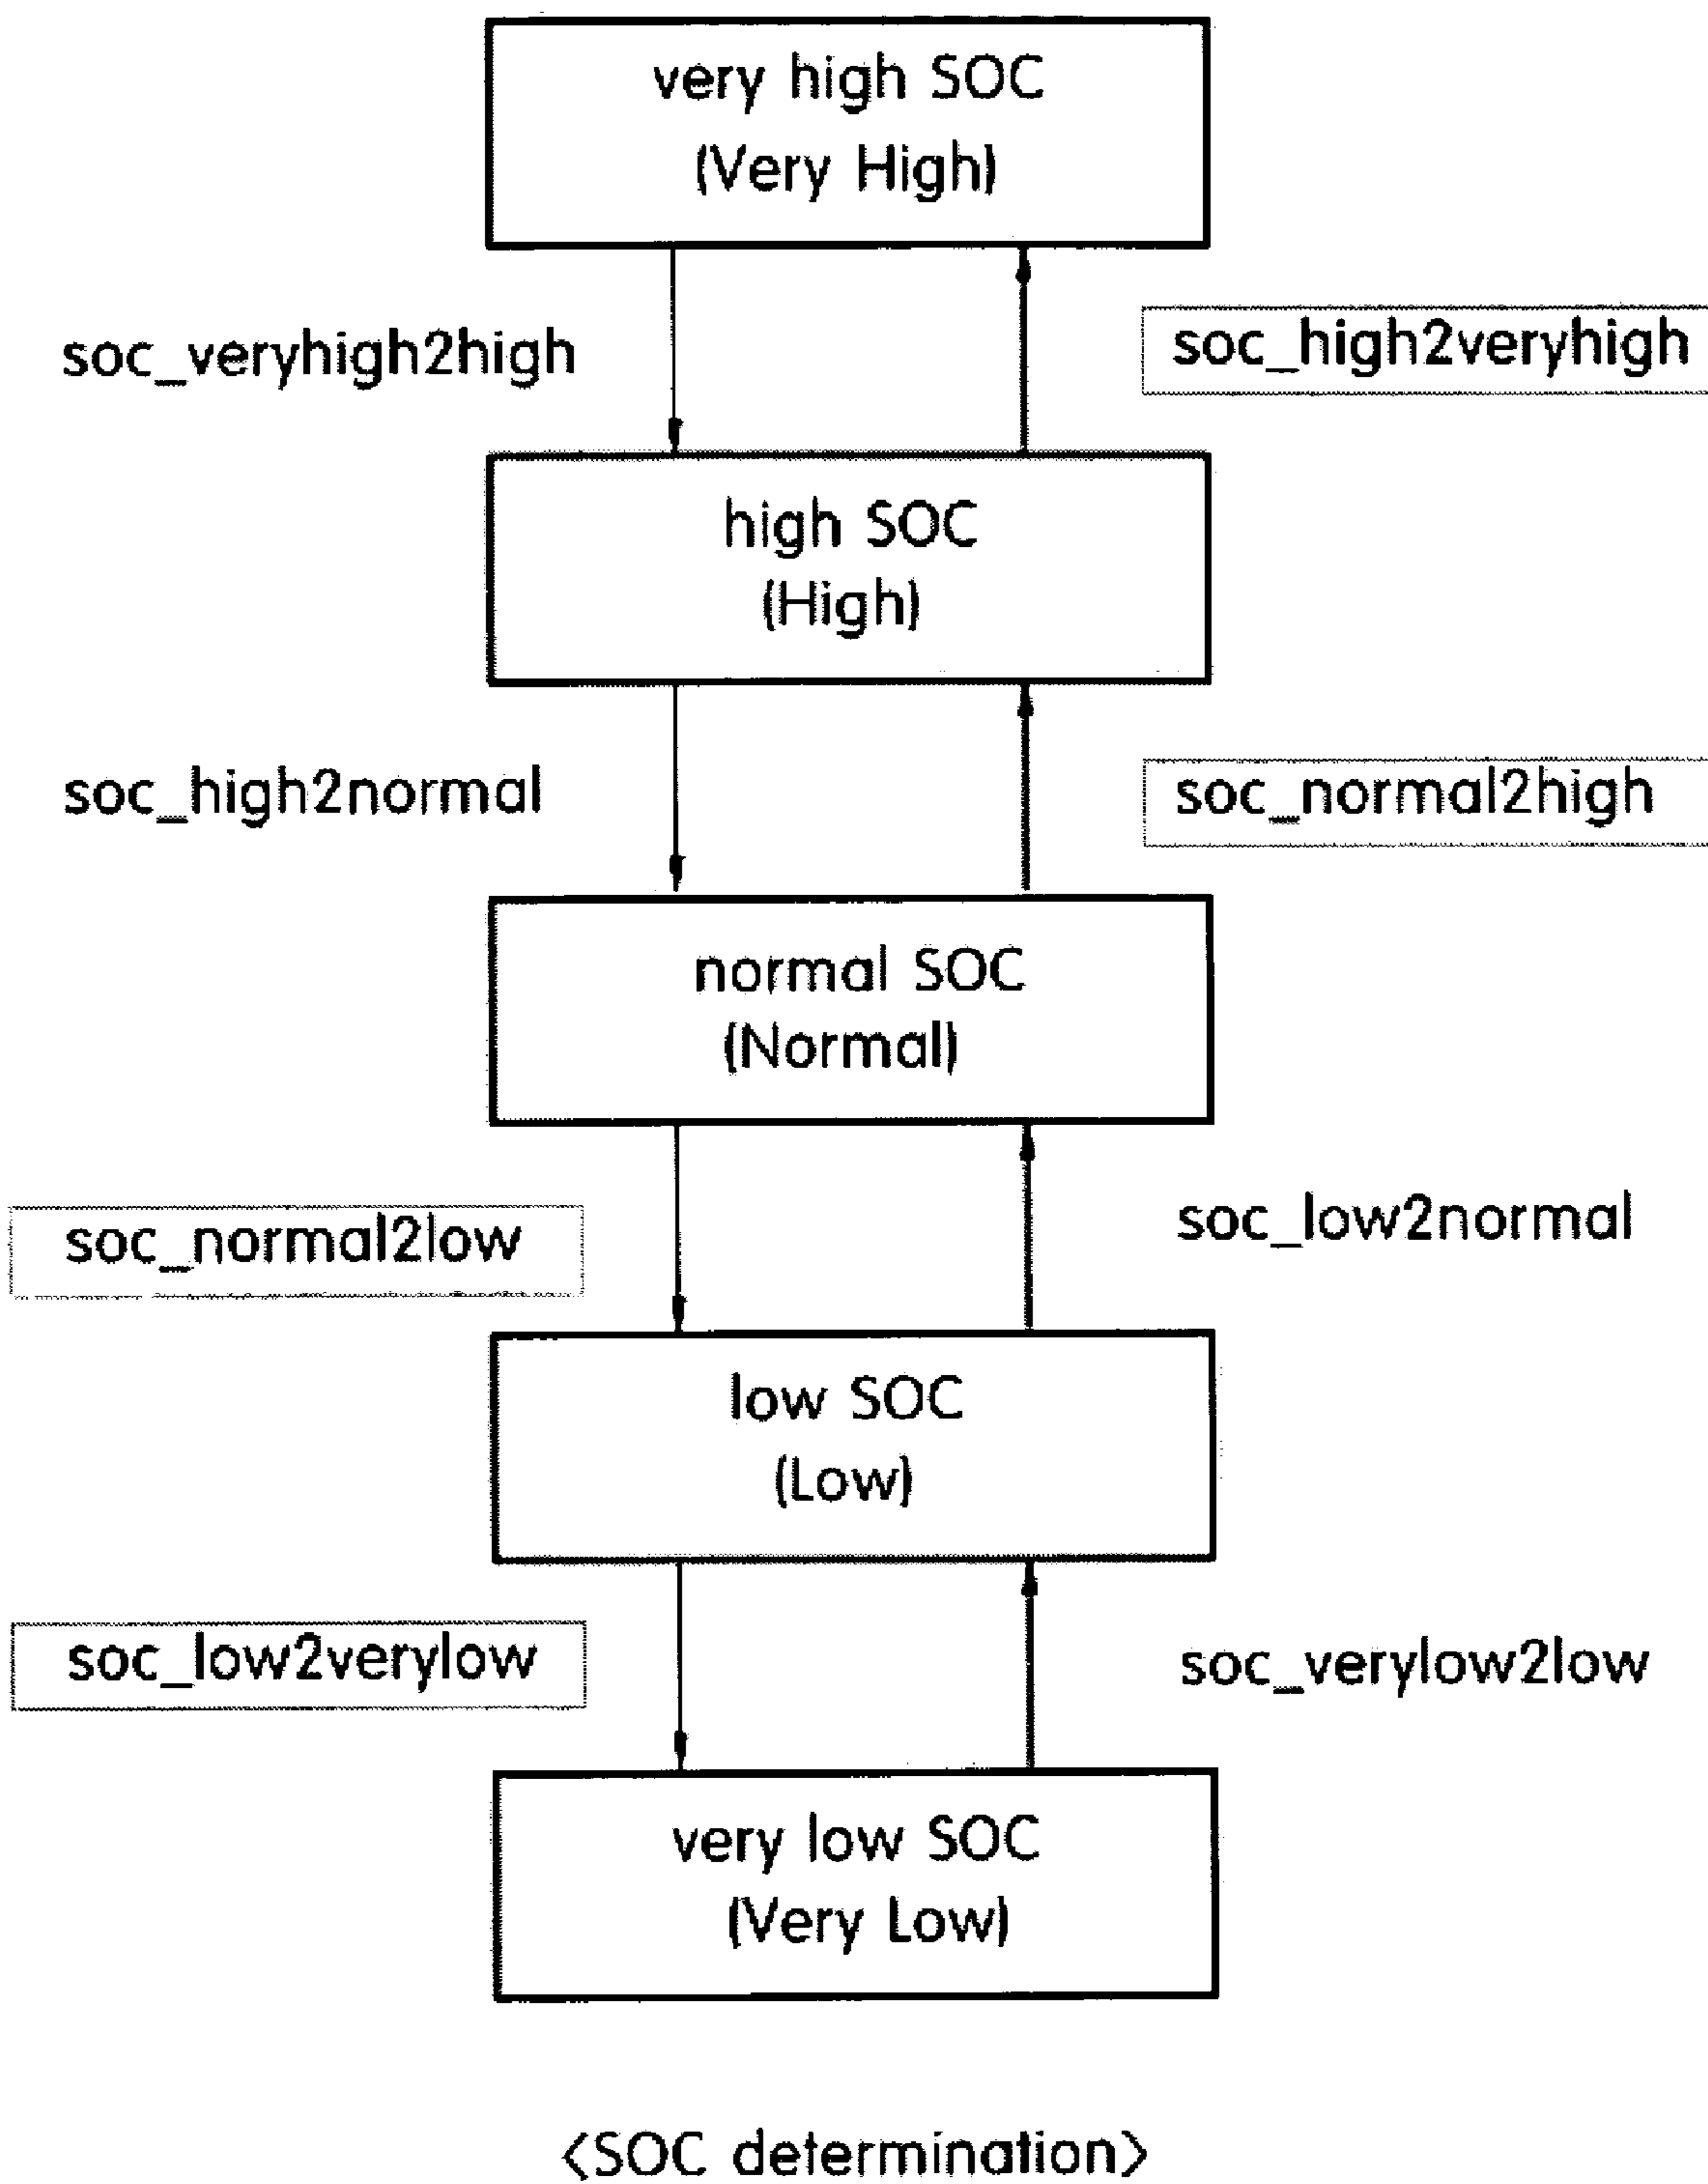 very high SOC
(Very High)
soc_veryhigh2high
soc_high2veryhigh
high SOC
(High)
soc_high2normal
soc_normal2high
normal SOC
(Normal)
soc_normal2low
soc_low2normal
low SOC
(Low)
soc_low2verylow
soc_verylow2low
very low SOC
(Very Low)
<SOC determination>